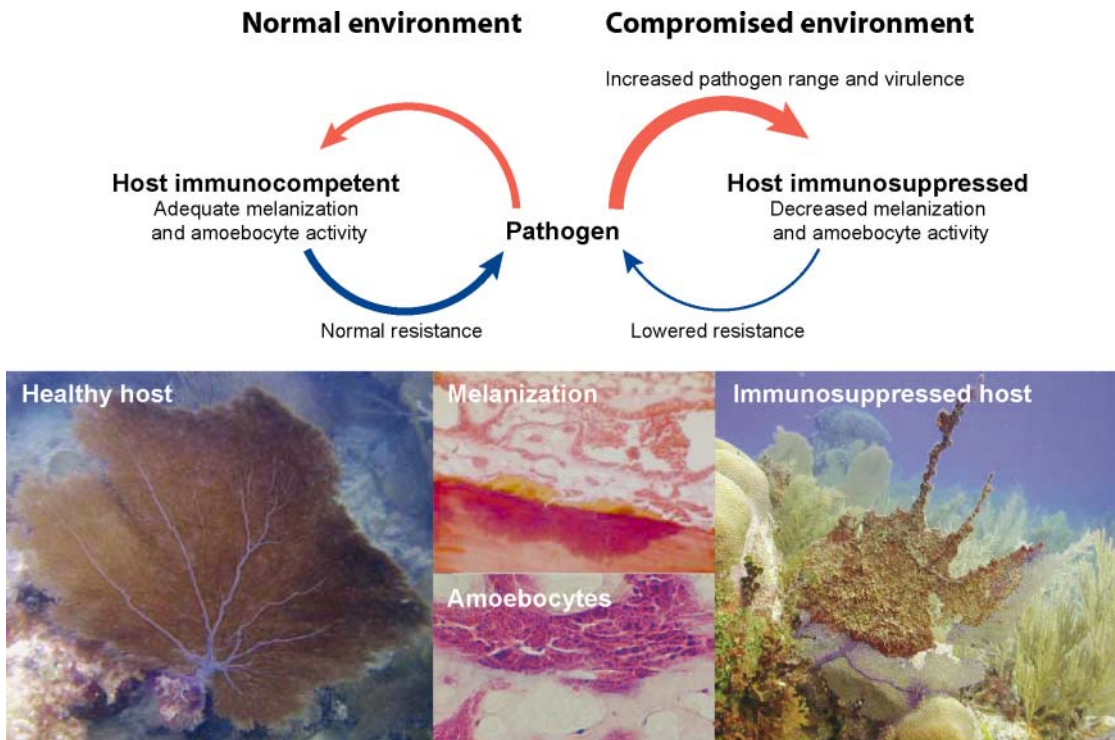 Normal environment
Compromised environment
Increased pathogen range and virulence
Host immunocompetent
Adequate melanization
and amoebocyte activity
Host immunosuppressed
Decreased melanization
and amoebocyte activity
Pathogen
Normal resistance
Lowered resistance
Healthy host
Melanization
Immunosuppressed host
Amoebocytes